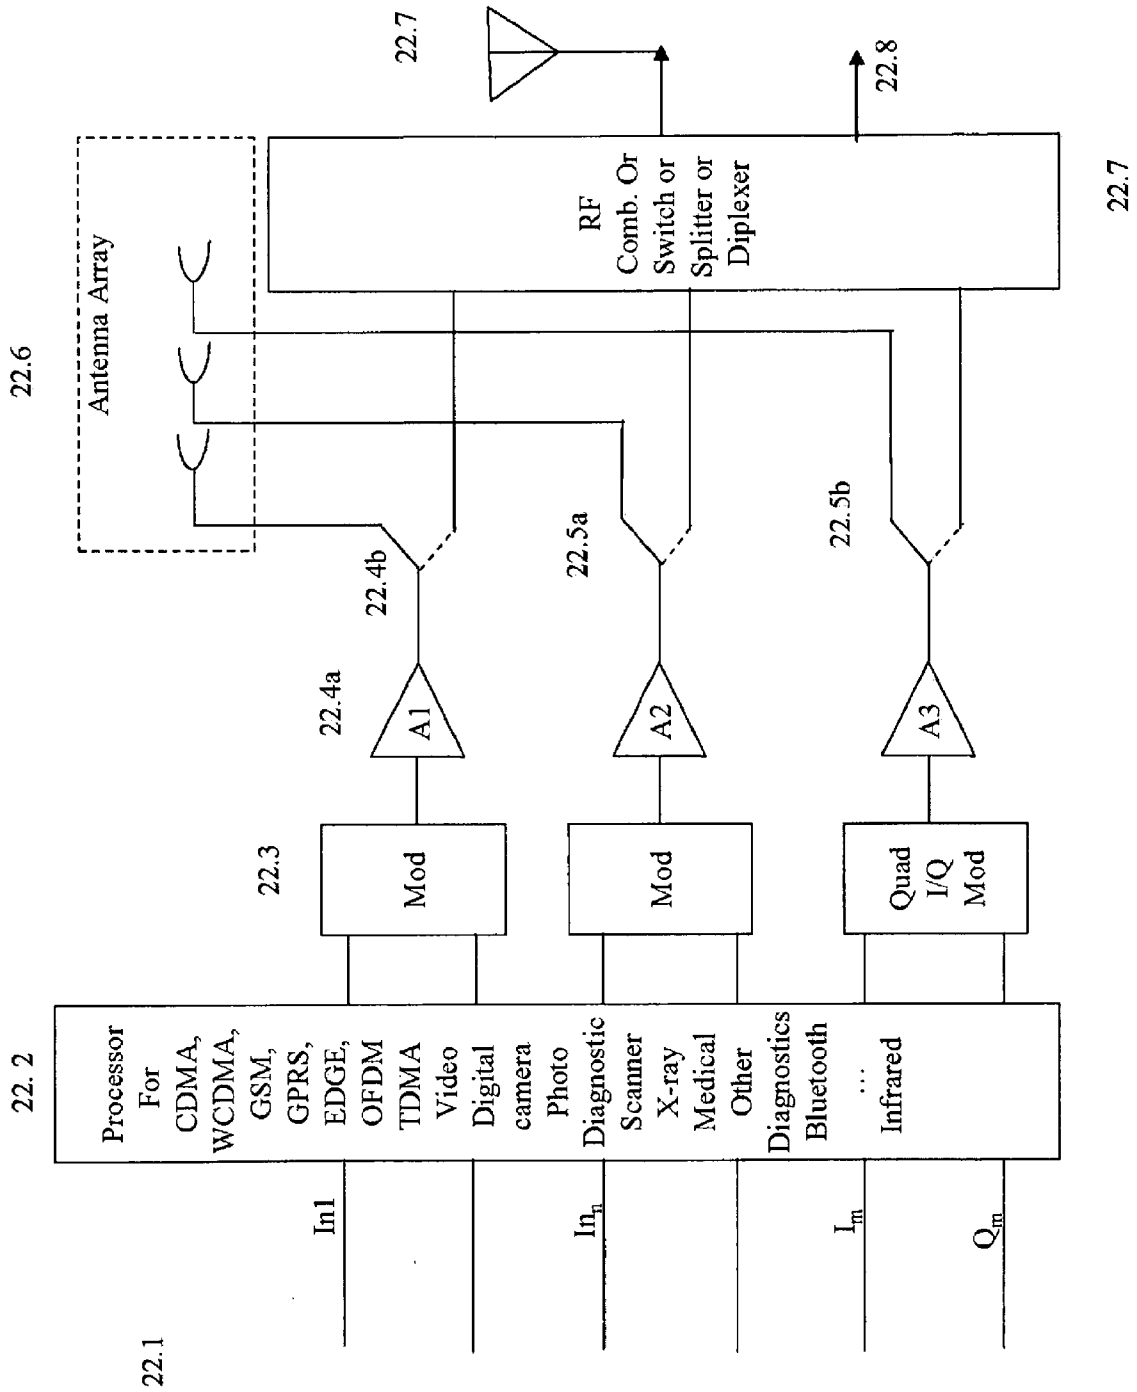 22.1
In1
In_n
I_m
Q_m
22. 2
Processor
For
CDMA,
WCDMA,
GSM,
GPRS,
EDGE,
OFDM
TDMA
Video
Digital
camera
Photo
Diagnostic
Scanner
X-ray
Medical
Other
Diagnostics
Bluetooth
...
Infrared
22.3
Mod
Mod
Quad
I/Q
Mod
22.4a
A1
A2
A3
22.4b
22.5a
22.5b
22.6
Antenna Array
RF
Comb. Or
Switch or
Splitter or
Diplexer
22.7
22.7
22.8